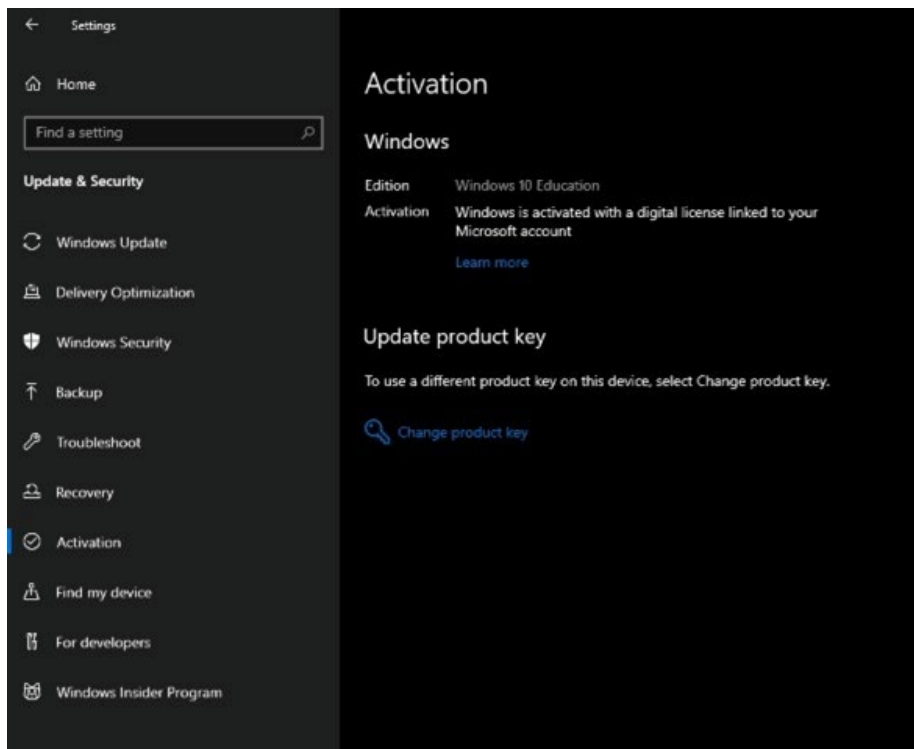 Settings
Home
Find a setting
Update & Security
Windows Update
Delivery Optimization
Windows Security
Backup
Troubleshoot
Recovery
Activation
Find my device
For developers
Windows Insider Program
Activation
Windows
Edition Windows 10 Education
Activation Windows is activated with a digital license linked to your
Microsoft account
Learn more
Update product key
To use a different product key on this device, select Change product key.
Change product key